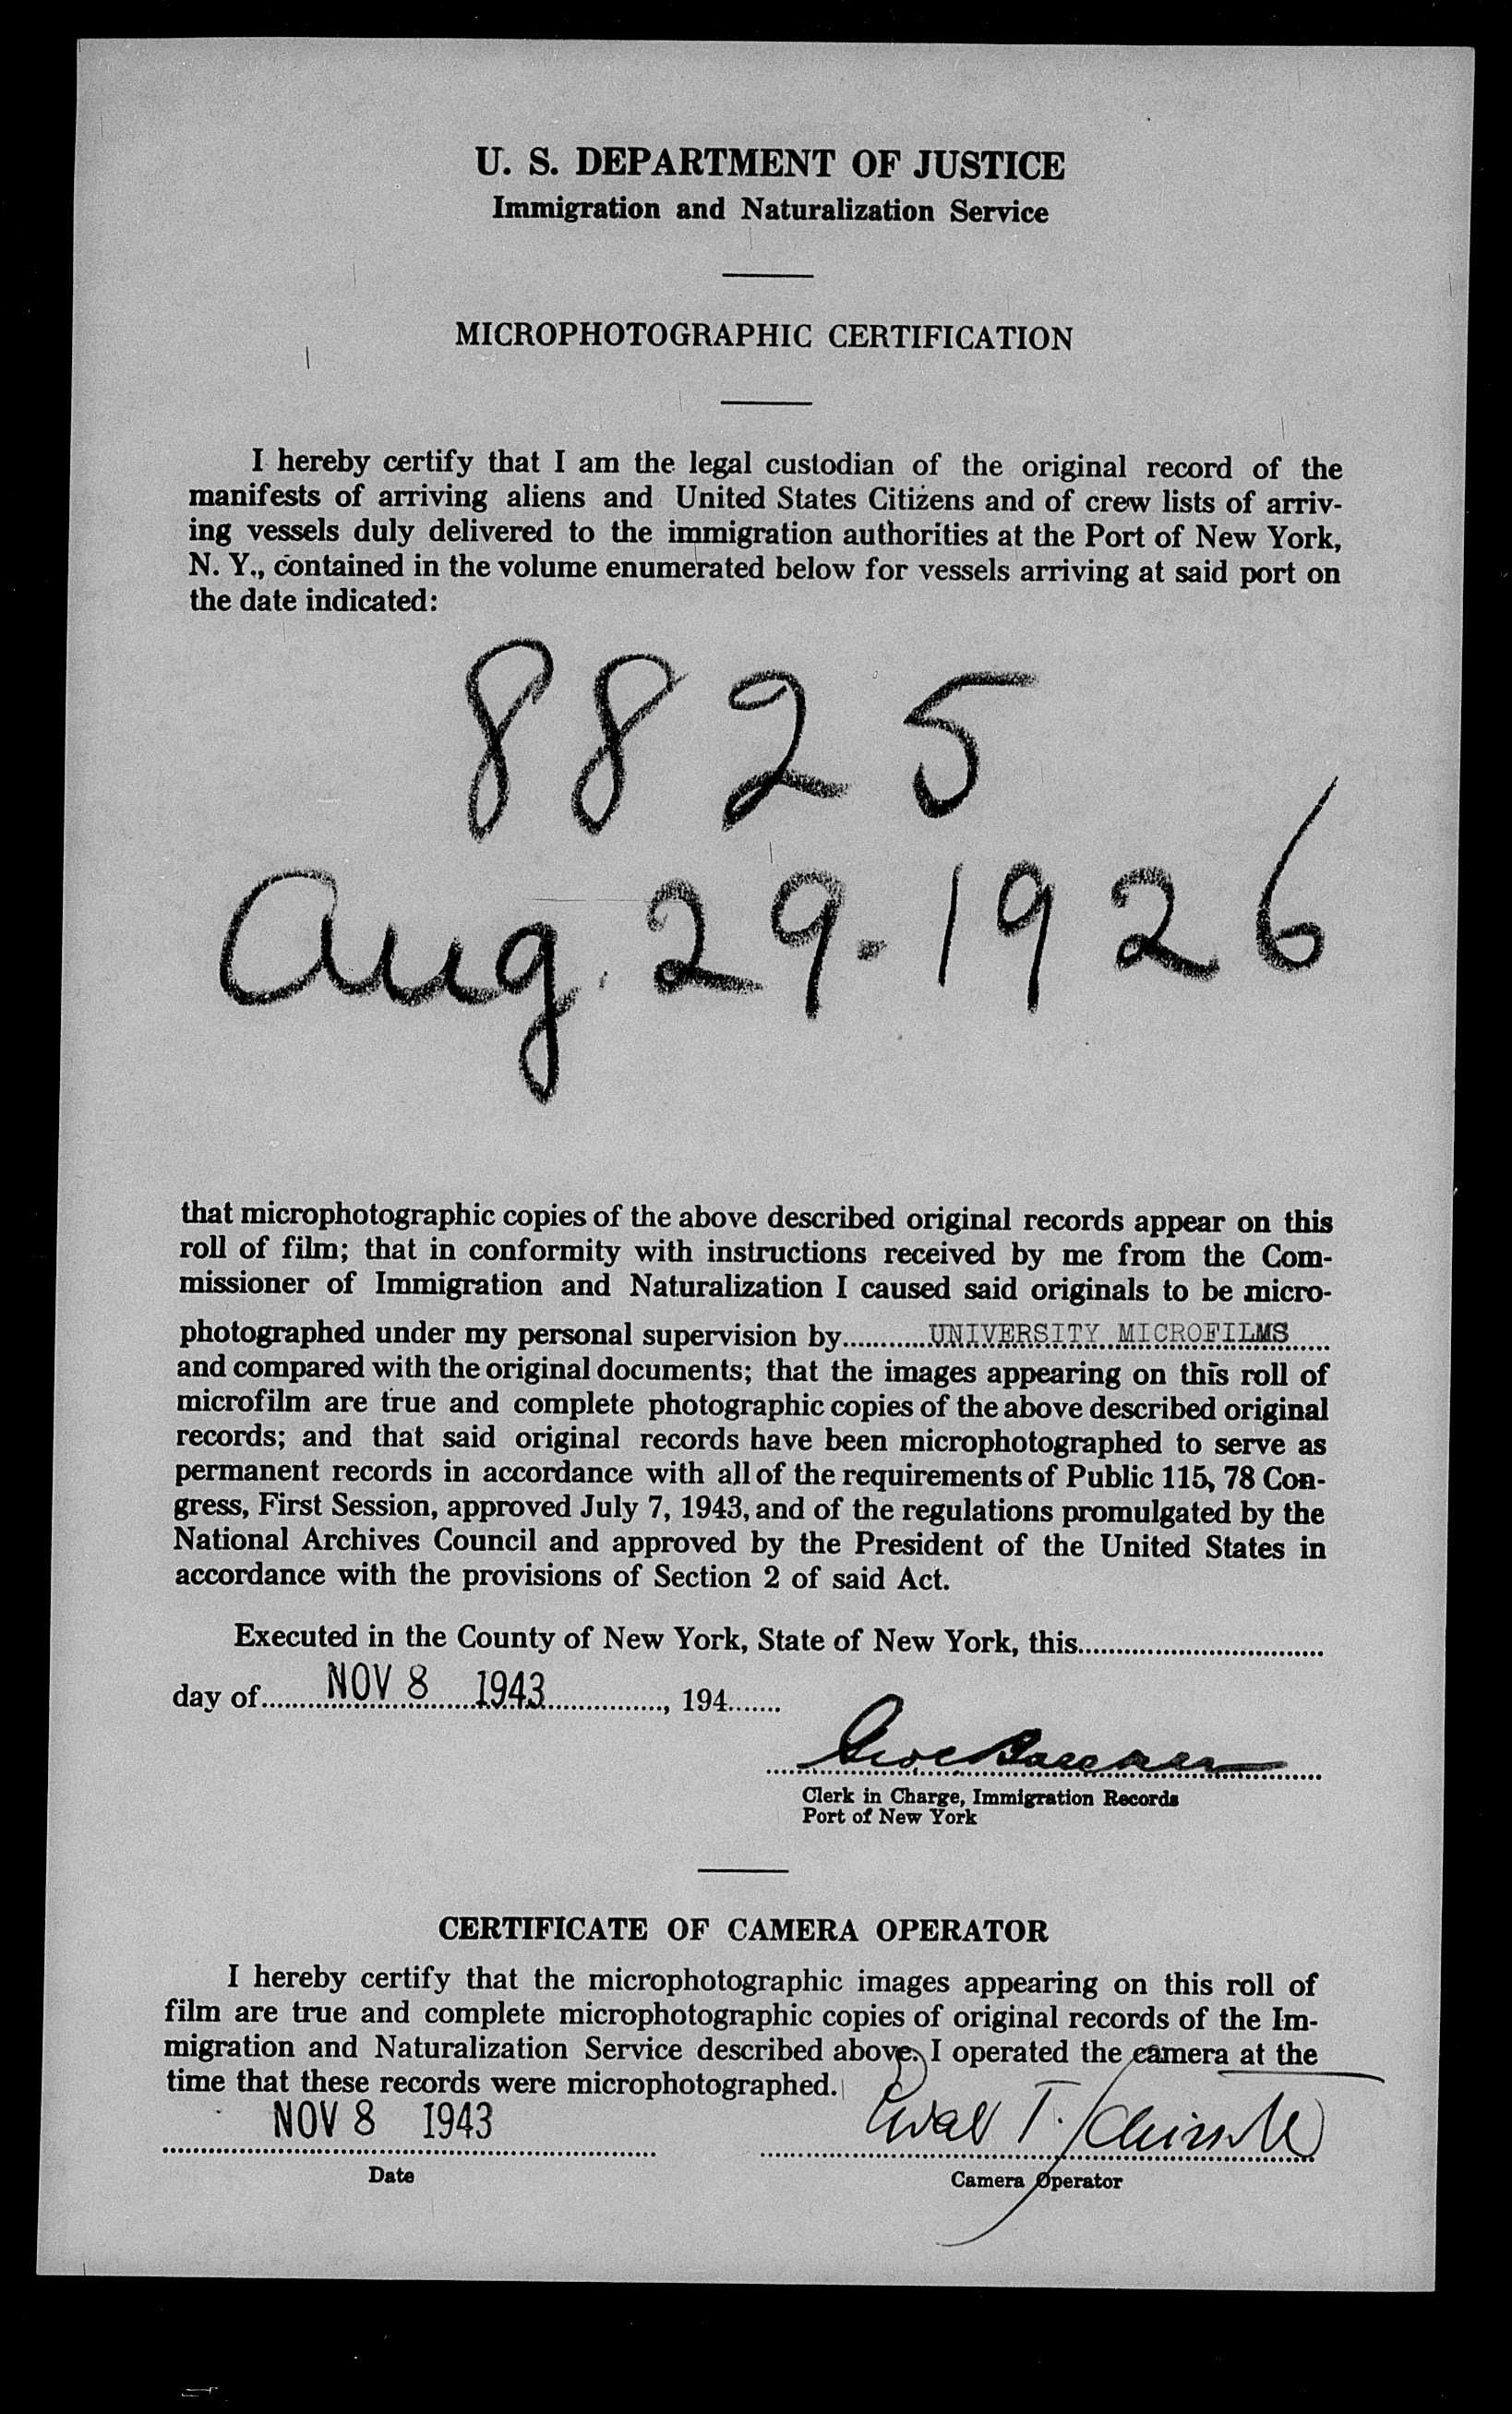 U. S. DEPARTMENT OF JUSTICE
Immigration and Naturalization Service
MICROPHOTOGRAPHIC CERTIFICATION
I hereby certify that I am the legal custodian of the original record of the
manifests of arriving aliens and United States Citizens and of crew lists of arriv-
ing vessels duly delivered to the immigration authorities at the Port of New York,
N. Y., contained in the volume enumerated below for vessels arriving at said port on
the date indicated:
8825
Aug. 29. 1926
that microphotographic copies of the above described original records appear on this
roll of film; that in conformity with instructions received by me from the Com-
missioner of Immigration and Naturalization I caused said originals to be micro-
photographed under my personal supervision by...........UNIVERSITY MICROFILMS......
and compared with the original documents; that the images appearing on this roll of
microfilm are true and complete photographic copies of the above described original
records; and that said original records have been microphotographed to serve as
permanent records in accordance with all of the requirements of Public 115, 78 Con-
gress, First Session, approved July 7, 1943, and of the regulations promulgated by the
National Archives Council and approved by the President of the United States in
accordance with the provisions of Section 2 of said Act.
Executed in the County of New York, State of New York, this................................
day of........NOV 8 1943..............., 194.......
Clerk in Charge, Immigration Records
Port of New York
CERTIFICATE OF CAMERA OPERATOR
I hereby certify that the microphotographic images appearing on this roll of
film are true and complete microphotographic copies of original records of the Im-
migration and Naturalization Service described above. I operated the camera at the
time that these records were microphotographed.
NOV 8 1943
T.
Date
Camera Operator